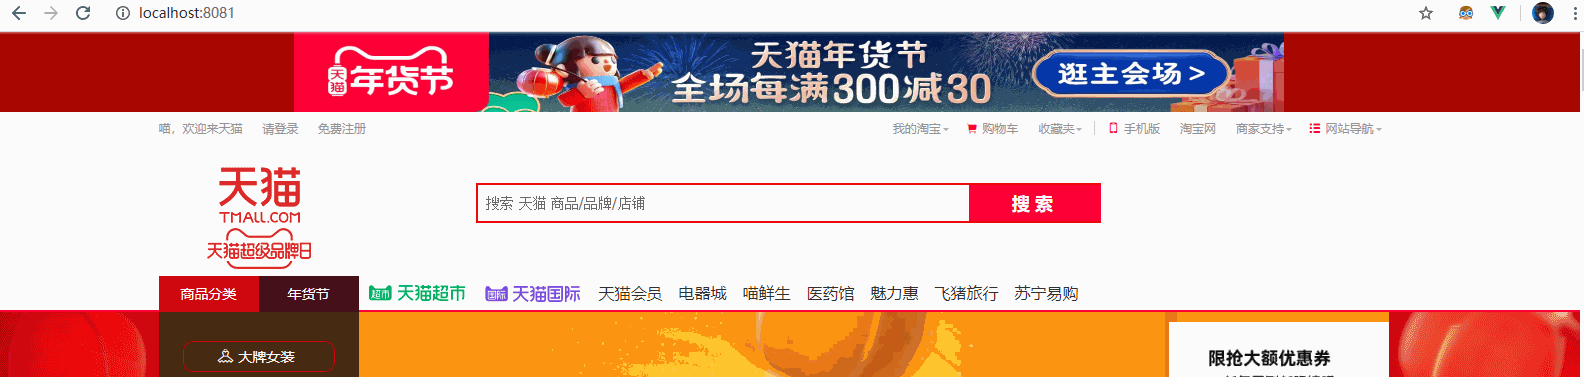 localhost:8081
天猫 年货节
天猫年货节
全场每满300减30
逛主会场 >
喵，欢迎来天猫 请登录 免费注册 我的淘宝 购物车 收藏夹 手机版 淘宝网 商家支持 网站导航
天猫
TMALL.COM
天猫超级品牌日
搜索 天猫 商品/品牌/店铺
搜 索
商品分类 年货节 超市 天猫超市 国际 天猫国际 天猫会员 电器城 喵鲜生 医药馆 魅力惠 飞猪旅行 苏宁易购
大牌女装
限抢大额优惠券